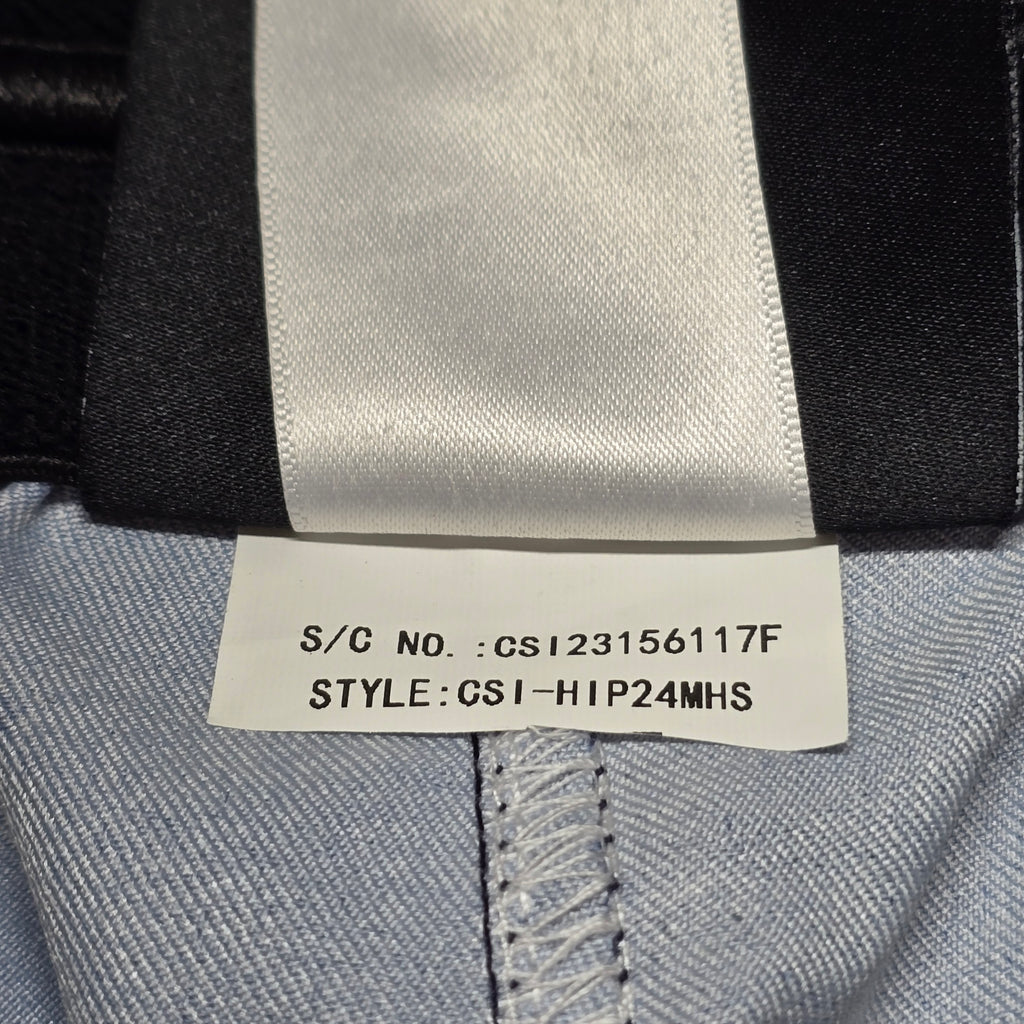 S/C NO. :CSI23156117F
STYLE:CSI-HIP24MHS